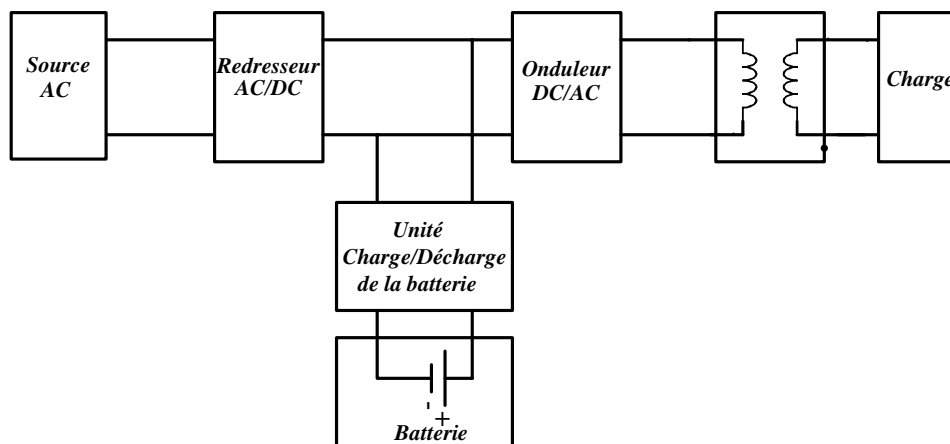 Source
AC
Redresseur
AC/DC
Onduleur
DC/AC
Charge
Unité
Charge/Décharge
de la batterie
- +
Batterie